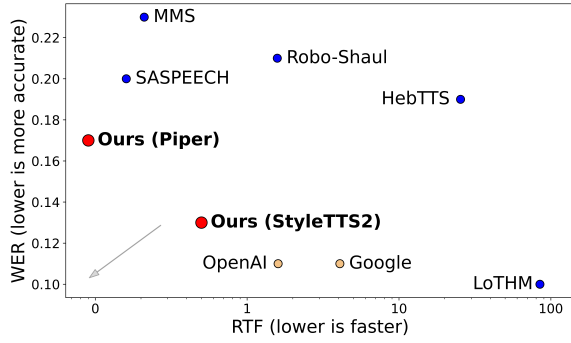 MMS
0.22
Robo-Shaul
0.20
SASPEECH
HebTTS
0.18
Ours (Piper)
0.16
0.14
Ours (StyleTTS2)
0.12
OpenAI
Google
0.10
LoTHM
0
1
10
100
RTF (lower is faster)
WER (lower is more accurate)